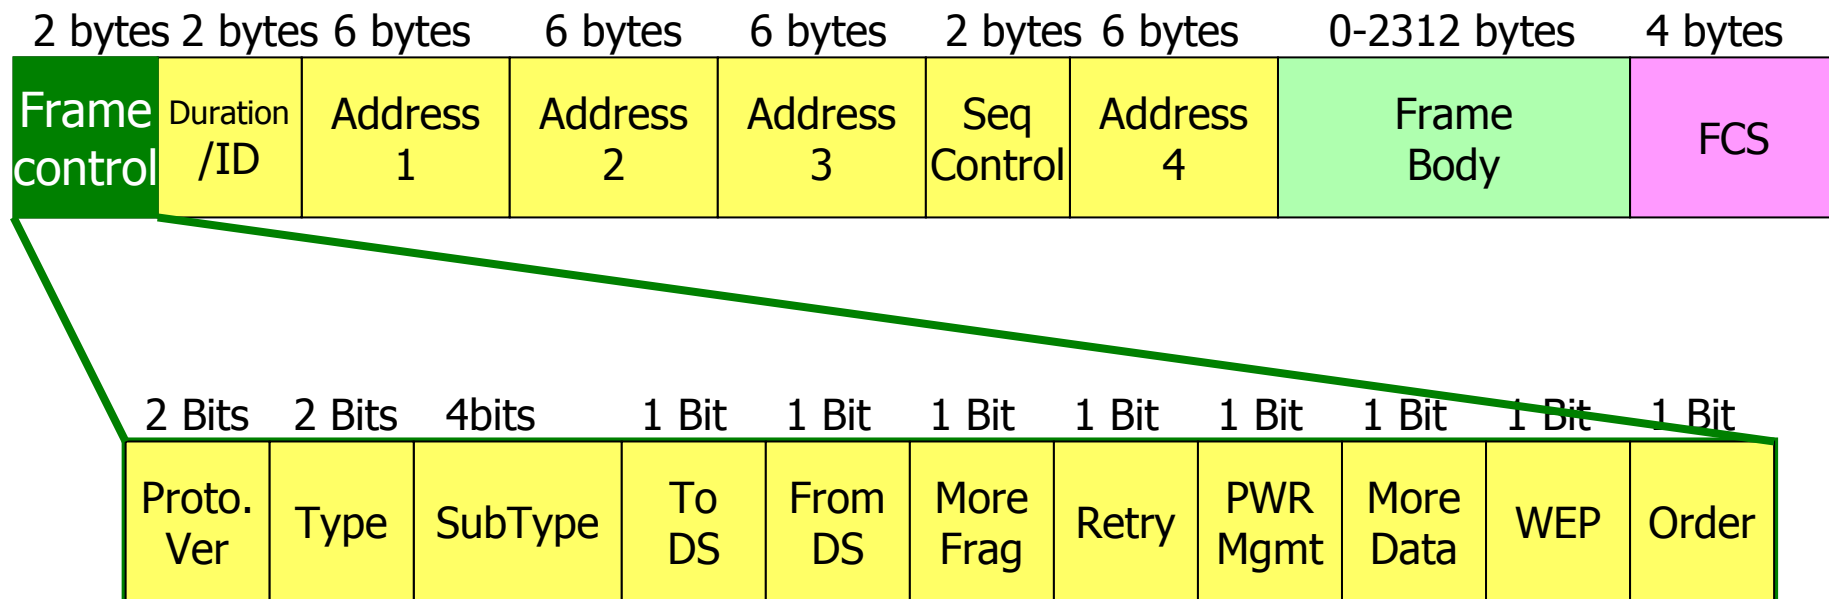 2 bytes 2 bytes 6 bytes 6 bytes 6 bytes 2 bytes 6 bytes 0-2312 bytes 4 bytes
Frame control
Duration /ID
Address 1
Address 2
Address 3
Seq Control
Address 4
Frame Body
FCS
2 Bits 2 Bits 4bits 1 Bit 1 Bit 1 Bit 1 Bit 1 Bit 1 Bit 1 Bit 1 Bit
Proto. Ver
Type
SubType
To DS
From DS
More Frag
Retry
PWR Mgmt
More Data
WEP
Order